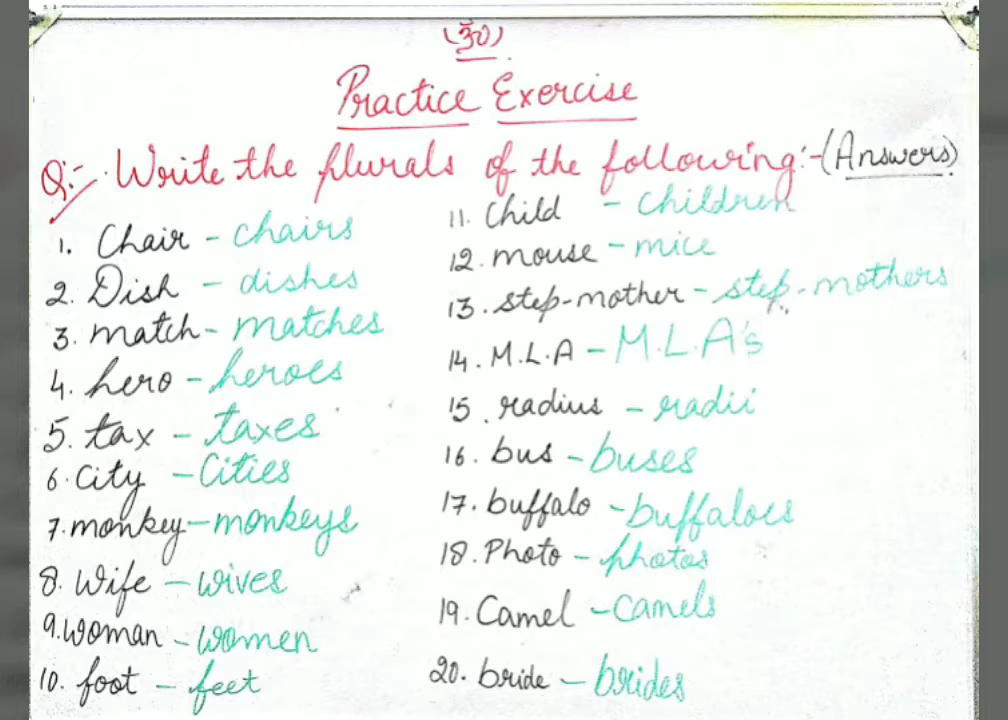 Practice Exercise
Q:- Write the plurals of the following:- (Answers)
1. Chair - chairs
2. Dish - dishes
3. match - matches
4. hero - heroes
5. tax - taxes
6. City - Cities
7. monkey - monkeys
8. Wife - wives
9. woman - women
10. foot - feet
11. Child - children
12. mouse - mice
13. step-mother - step-mothers
14. M.L.A - M.L.A's
15. radius - radii
16. bus - buses
17. buffalo - buffaloes
18. Photo - photos
19. Camel - Camels
20. bride - brides